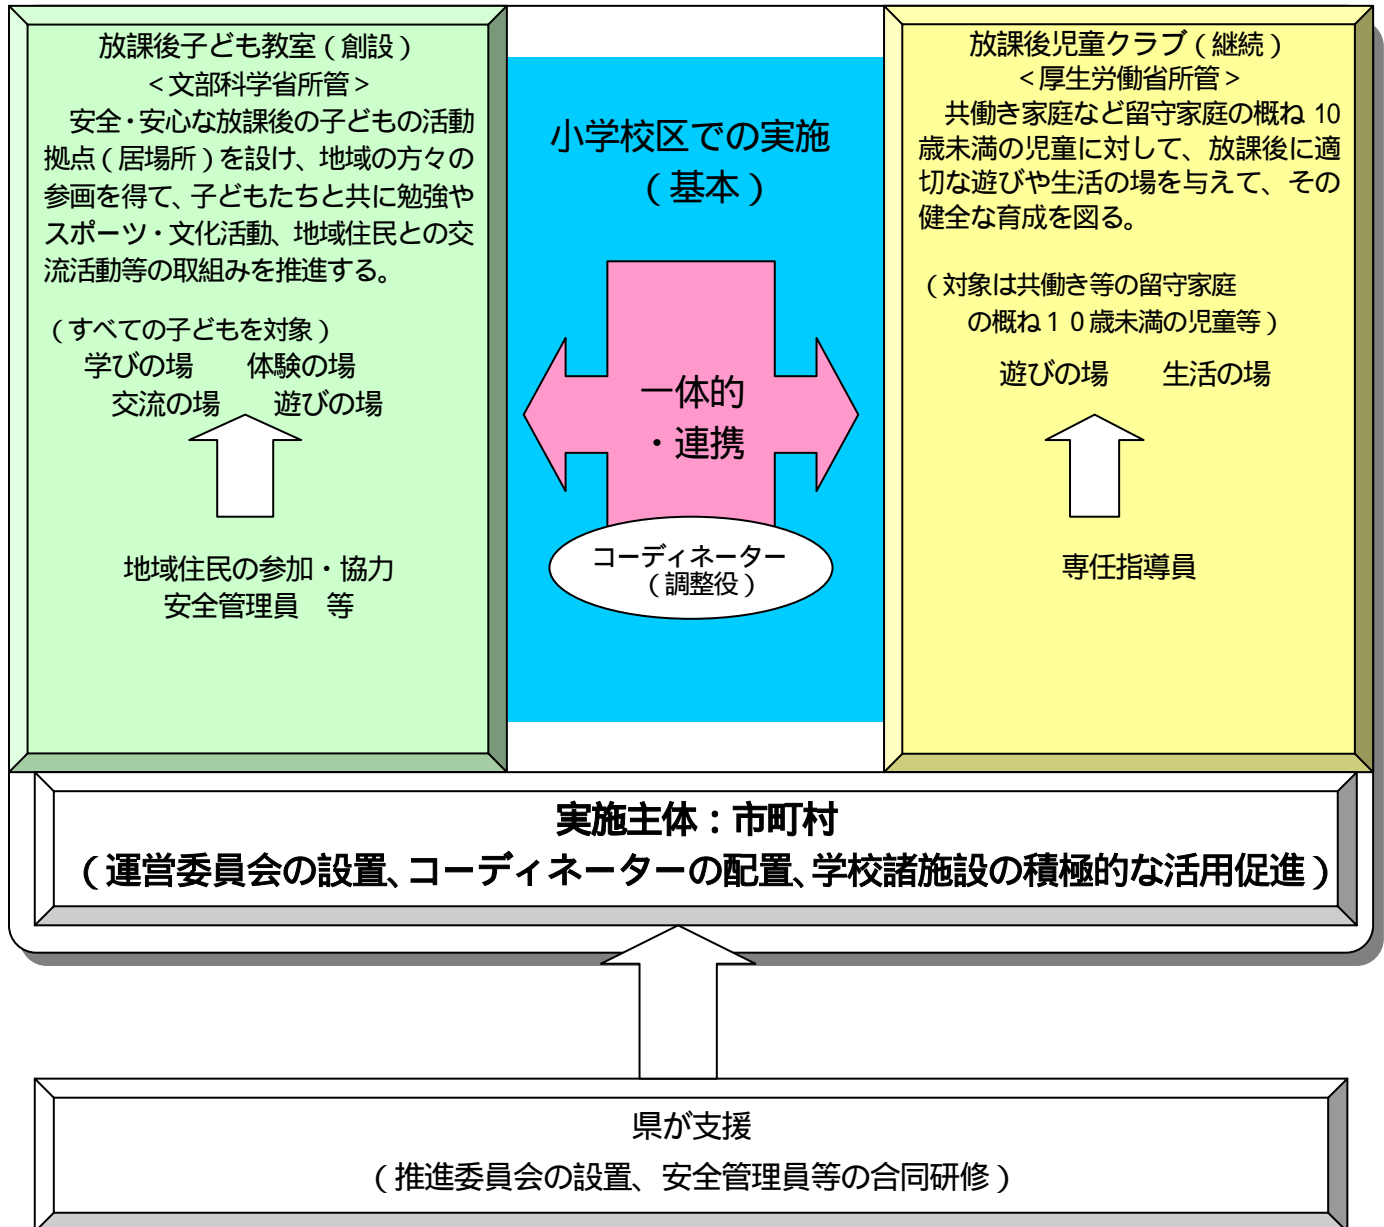 放課後子ども教室（創設）
＜文部科学省所管＞
安全・安心な放課後の子どもの活動
拠点（居場所）を設け、地域の方々の
参画を得て、子どもたちと共に勉強や
スポーツ・文化活動、地域住民との交
流活動等の取組みを推進する。
（すべての子どもを対象）
学びの場　体験の場
交流の場　遊びの場
地域住民の参加・協力
安全管理員　等
小学校区での実施
（基本）
一体的
・連携
コーディネーター
（調整役）
放課後児童クラブ（継続）
＜厚生労働省所管＞
共働き家庭など留守家庭の概ね 10
歳未満の児童に対して、放課後に適
切な遊びや生活の場を与えて、その
健全な育成を図る。
（対象は共働き等の留守家庭
の概ね１０歳未満の児童等）
遊びの場　生活の場
専任指導員
実施主体：市町村
（運営委員会の設置、コーディネーターの配置、学校諸施設の積極的な活用促進）
県が支援
（推進委員会の設置、安全管理員等の合同研修）